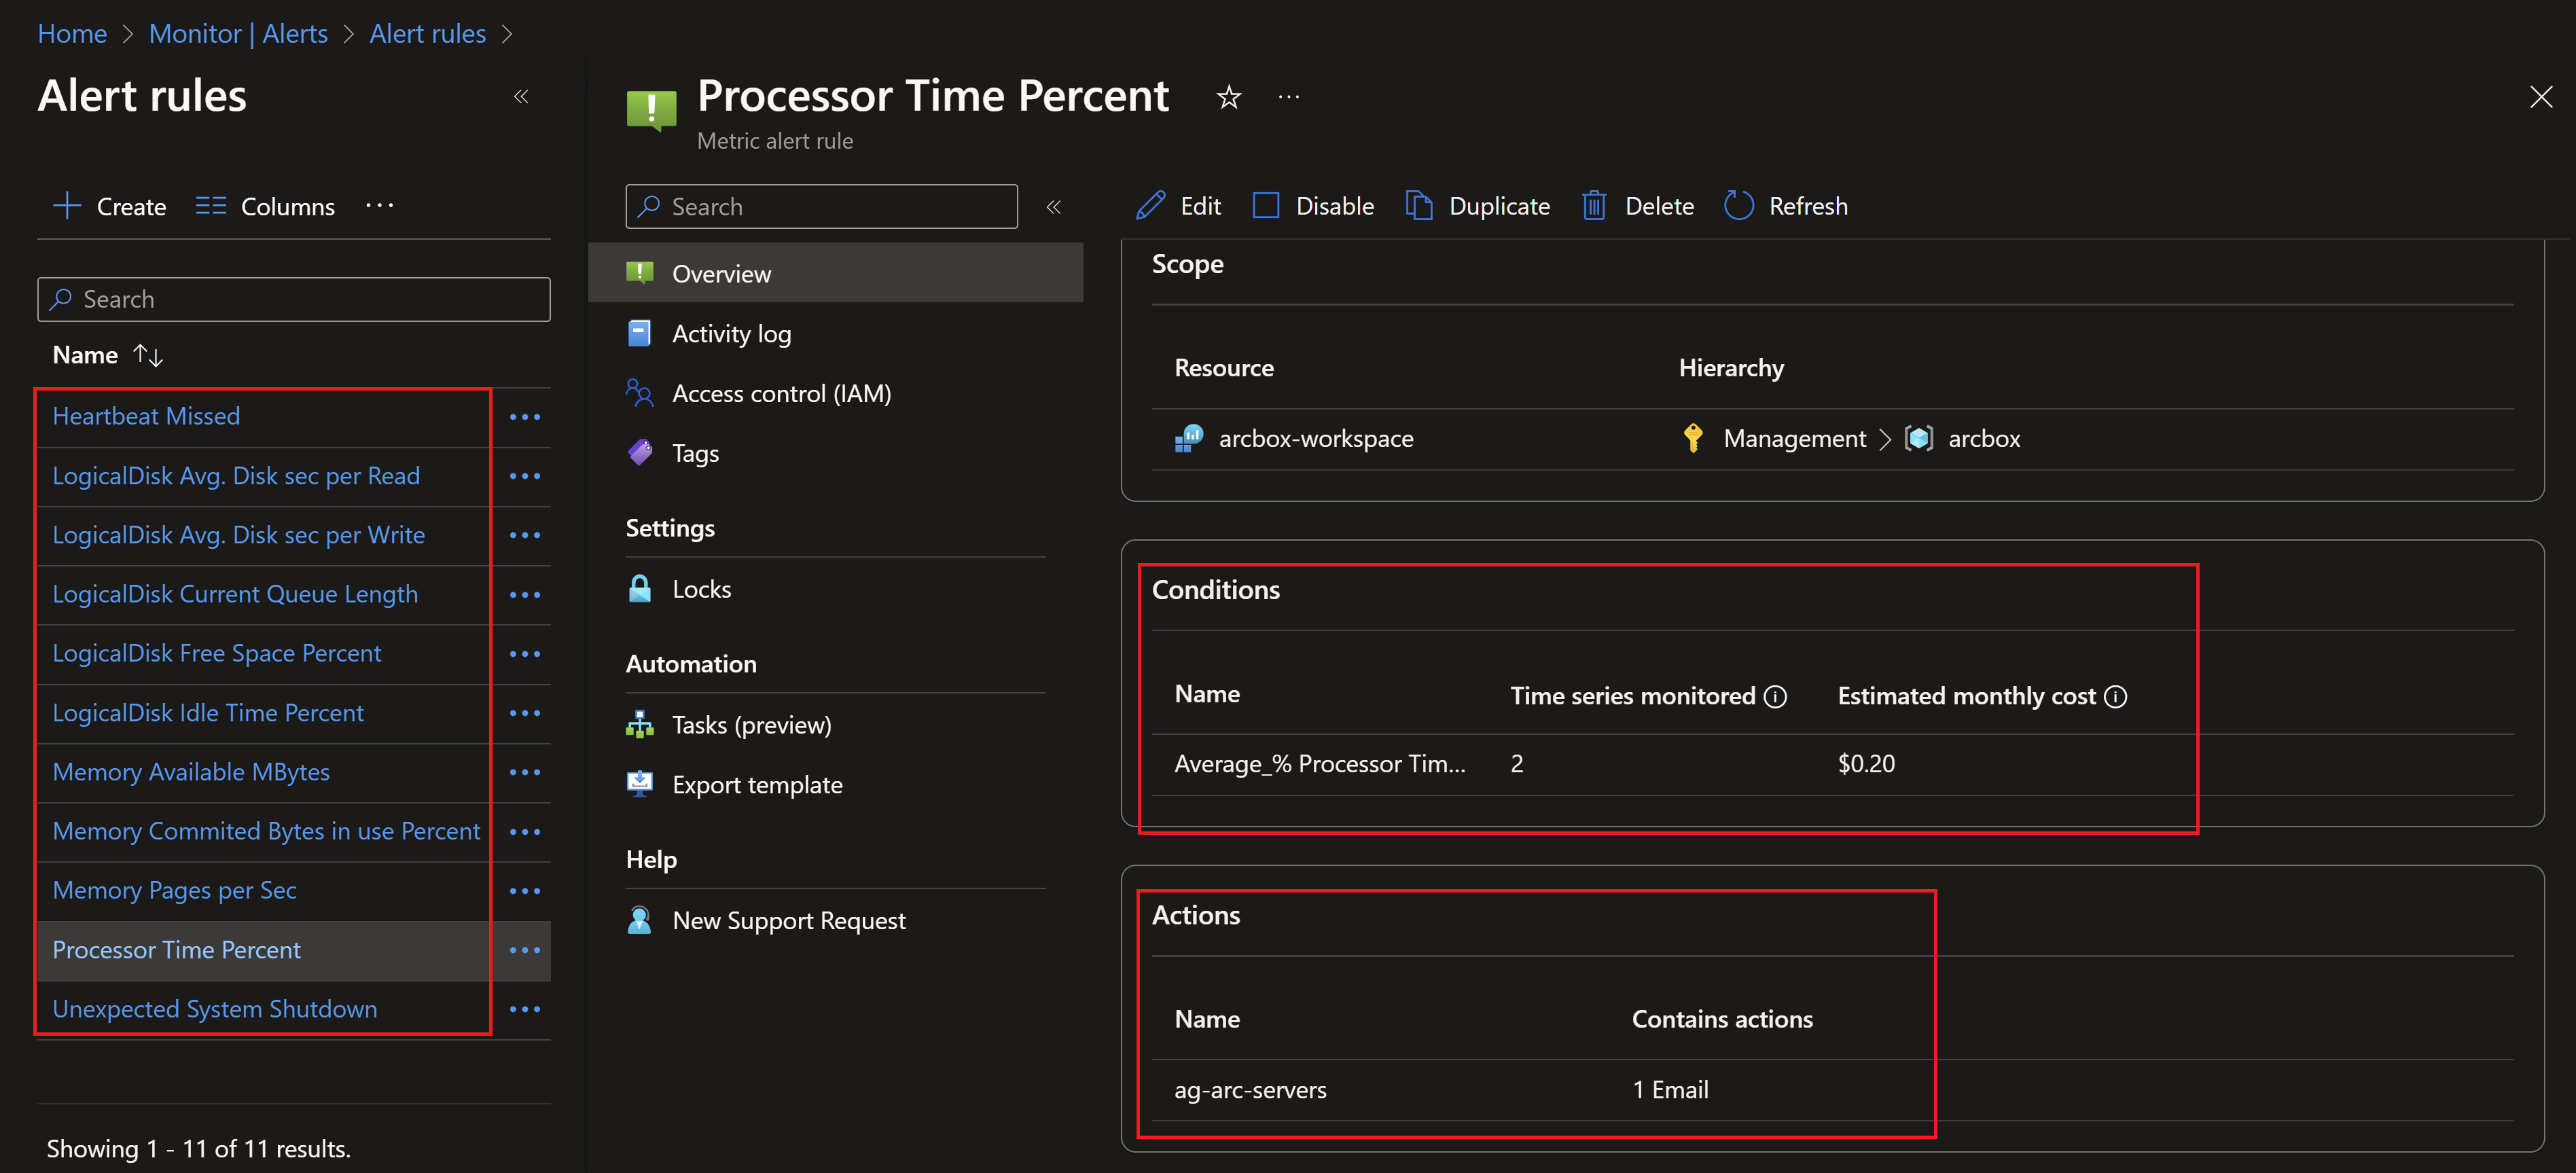 Home > Monitor | Alerts > Alert rules >
Alert rules
Create
Columns
Search
Name
Heartbeat Missed
LogicalDisk Avg. Disk sec per Read
LogicalDisk Avg. Disk sec per Write
LogicalDisk Current Queue Length
LogicalDisk Free Space Percent
LogicalDisk Idle Time Percent
Memory Available MBytes
Memory Commited Bytes in use Percent
Memory Pages per Sec
Processor Time Percent
Unexpected System Shutdown
Showing 1 - 11 of 11 results.
Processor Time Percent
Metric alert rule
Search
Overview
Activity log
Access control (IAM)
Tags
Settings
Locks
Automation
Tasks (preview)
Export template
Help
New Support Request
Edit Disable Duplicate Delete Refresh
Scope
Resource Hierarchy
arcbox-workspace Management > arcbox
Conditions
Name Time series monitored Estimated monthly cost
Average_% Processor Tim... 2 $0.20
Actions
Name Contains actions
ag-arc-servers 1 Email